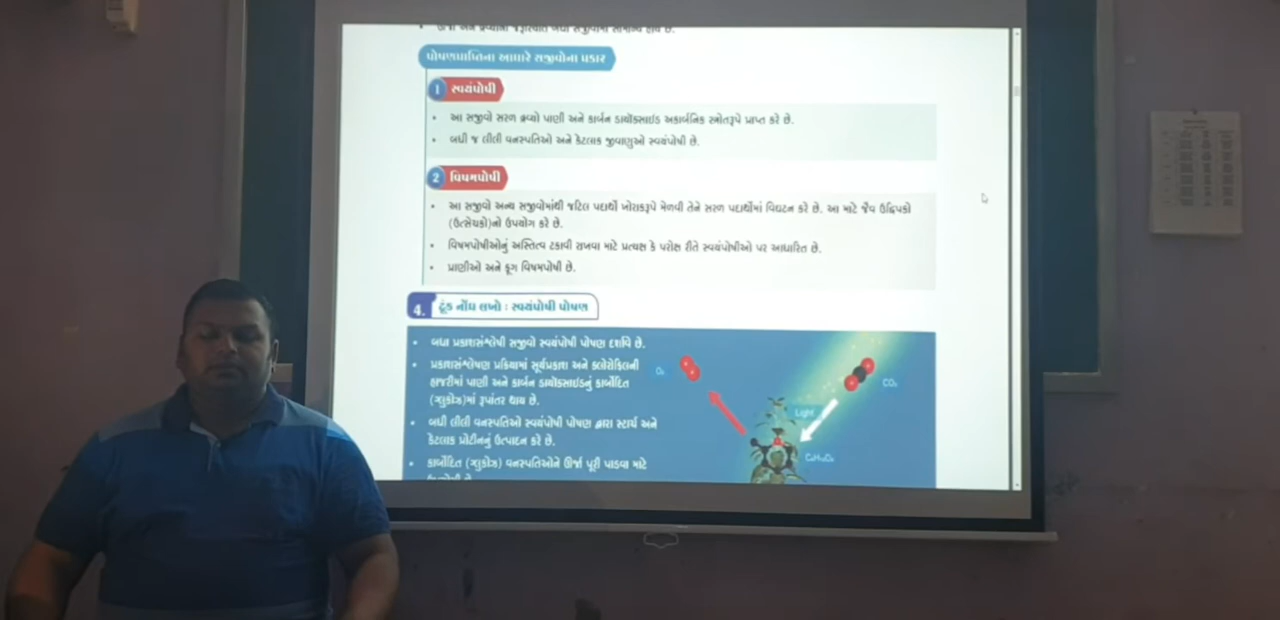 પોષણપ્રાપ્તિના આધારે સજીવોના પ્રકાર
1 સ્વયંપોષી
• આ સજીવો સરળ દ્રવ્યો પાણી અને કાર્બન ડાયૉક્સાઇડ અકાર્બનિક સ્ત્રોતરૂપે પ્રાપ્ત કરે છે.
• બધી જ લીલી વનસ્પતિઓ અને કેટલાક જીવાણુઓ સ્વયંપોષી છે.
2 વિષમપોષી
• આ સજીવો અન્ય સજીવોમાંથી જટિલ પદાર્થો ખોરાકરૂપે મેળવી તેને સરળ પદાર્થોમાં વિઘટન કરે છે. આ માટે જૈવ ઉદ્દિપકો
(ઉત્સેચકો)નો ઉપયોગ કરે છે.
• વિષમપોષીઓનું અસ્તિત્વ ટકાવી રાખવા માટે પ્રત્યક્ષ કે પરોક્ષ રીતે સ્વયંપોષીઓ પર આધારિત છે.
• પ્રાણીઓ અને ફૂગ વિષમપોષી છે.
4. ટૂંક નોંધ લખો : સ્વયંપોષી પોષણ
• બધા પ્રકાશસંશ્લેષી સજીવો સ્વયંપોષી પોષણ દર્શાવે છે.
• પ્રકાશસંશ્લેષણ પ્રક્રિયામાં સૂર્યપ્રકાશ અને ક્લોરોફિલની
હાજરીમાં પાણી અને કાર્બન ડાયૉક્સાઇડનું કાર્બોદિત
(ગ્લુકોઝ)માં રૂપાંતર થાય છે.
• બધી લીલી વનસ્પતિઓ સ્વયંપોષી પોષણ દ્વારા સ્ટાર્ચ અને
કેટલાક પ્રોટીનનું ઉત્પાદન કરે છે.
• કાર્બોદિત (ગ્લુકોઝ) વનસ્પતિઓને ઊર્જા પૂરી પાડવા માટે
O₂
CO₂
Light
C₆H₁₂O₆